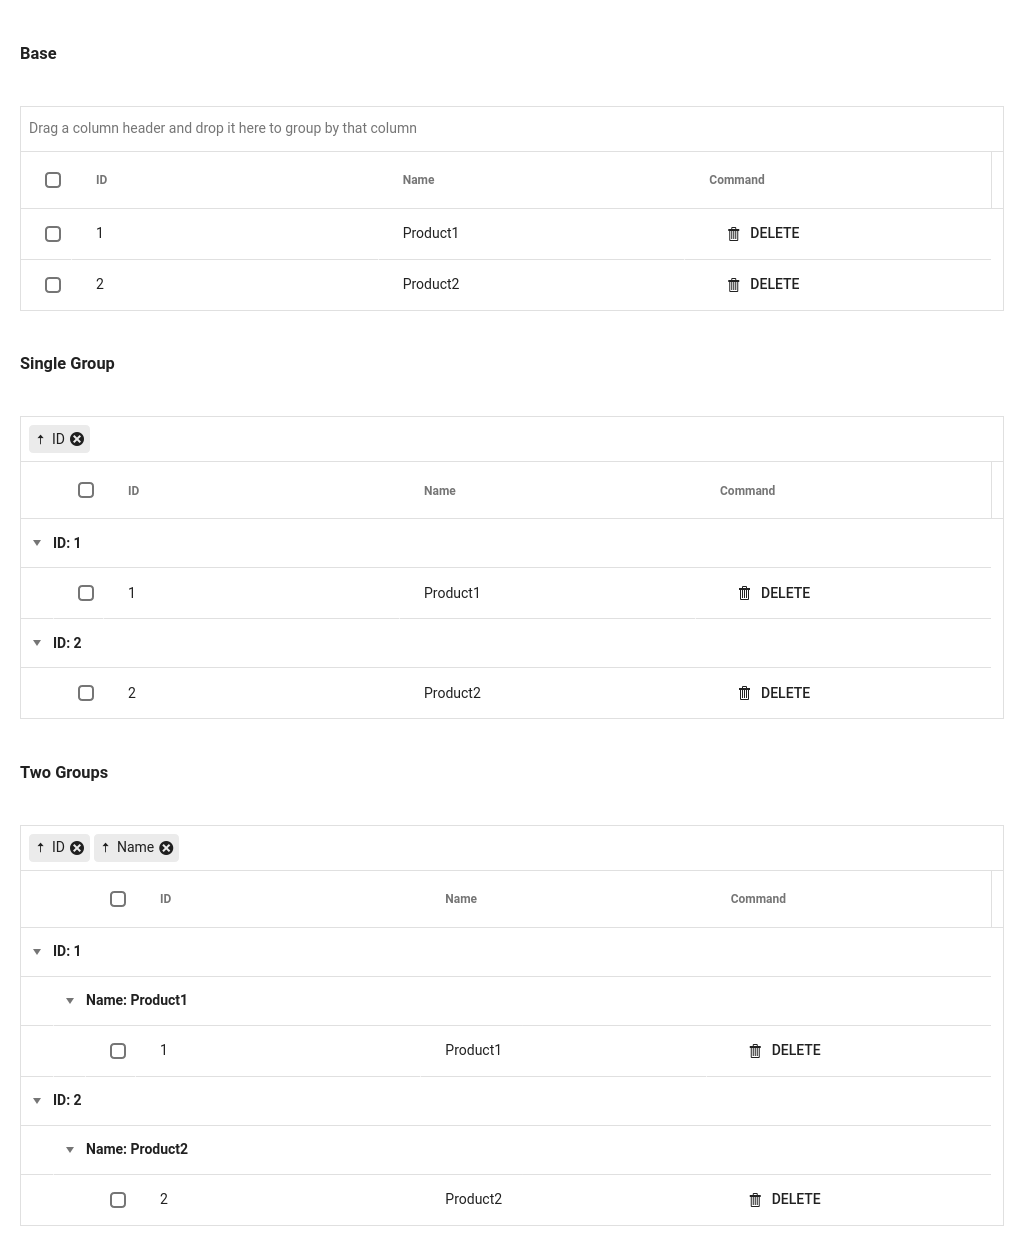 Base
Drag a column header and drop it here to group by that column
ID Name Command
1 Product1 DELETE
2 Product2 DELETE
Single Group
ID
ID Name Command
ID: 1
1 Product1 DELETE
ID: 2
2 Product2 DELETE
Two Groups
ID Name
ID Name Command
ID: 1
Name: Product1
1 Product1 DELETE
ID: 2
Name: Product2
2 Product2 DELETE